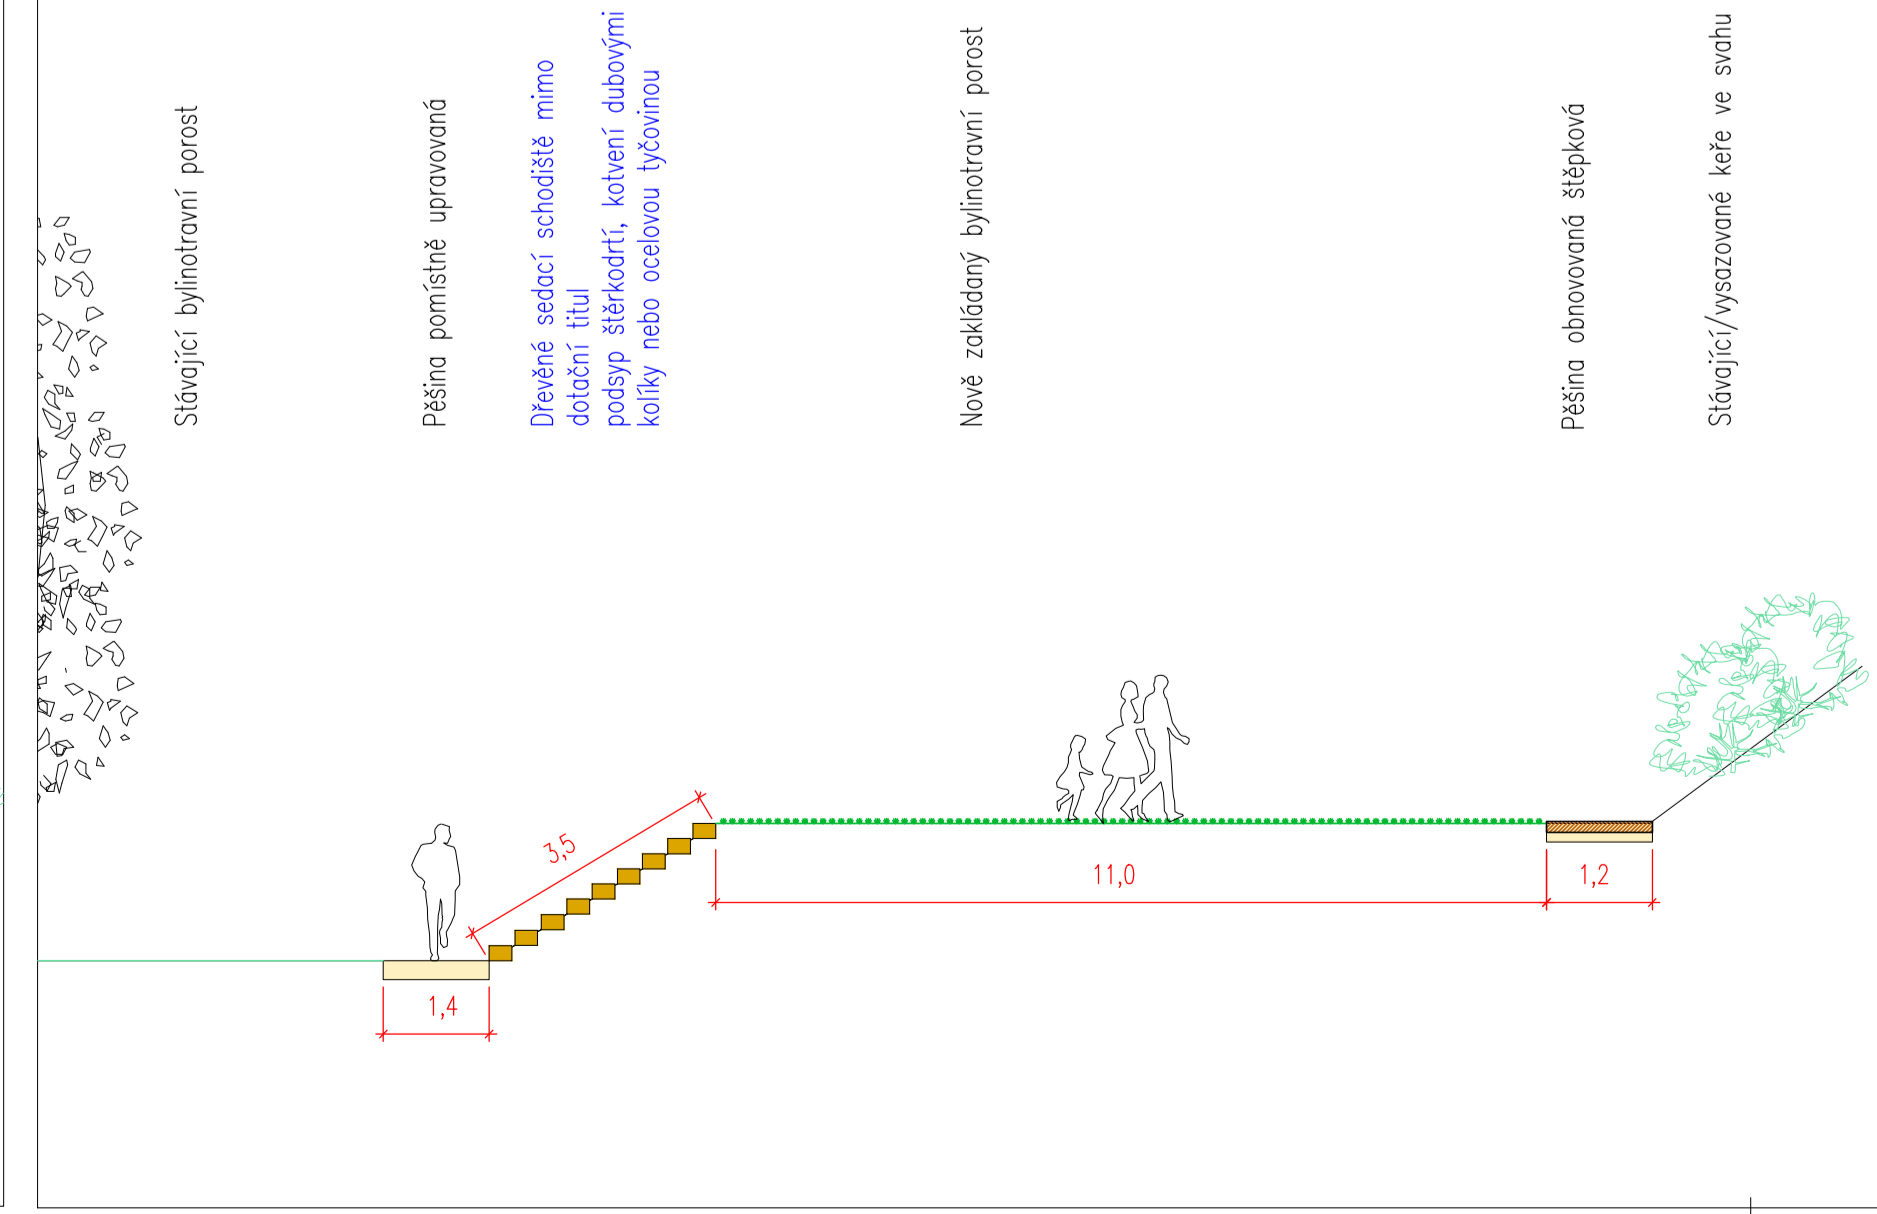 Stávající bylinotravní porost
Pěšina pomístně upravovaná
Dřevěné sedací schodiště mimo
dotační titul
podsyp štěrkodrtí, kotvení dubovými
kolíky nebo ocelovou tyčovinou
Nově zakládaný bylinotravní porost
Pěšina obnovovaná štěpková
Stávající/vysazované keře ve svahu
3,5
11,0
1,2
1,4